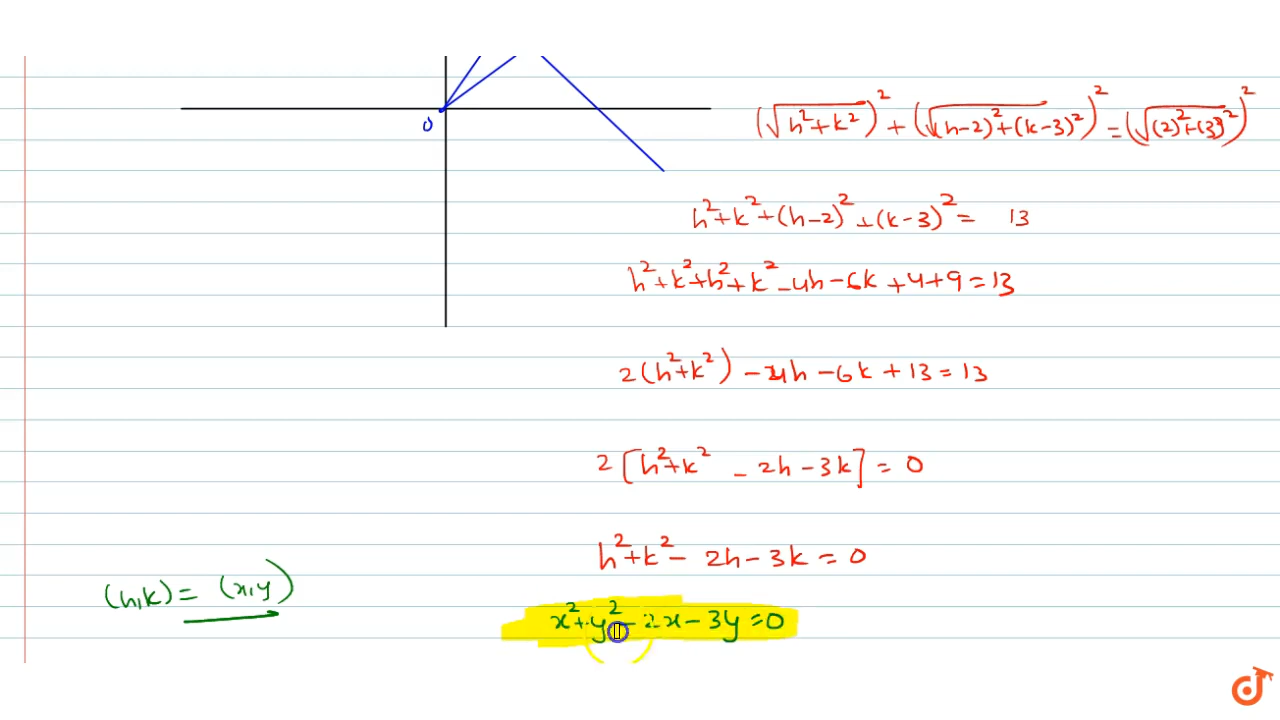 0
(√h²+k²)² + (√(h-2)²+(k-3)²)² = (√(2)²+(3)²)²
h²+k²+(h-2)²+(k-3)² = 13
h²+k²+h²+k²-4h-6k+4+9=13
2(h²+k²)-4h-6k+13=13
2[h²+k² -2h-3k] = 0
h²+k²-2h-3k=0
(h,k) = (x,y)
x²+y²-2x-3y=0